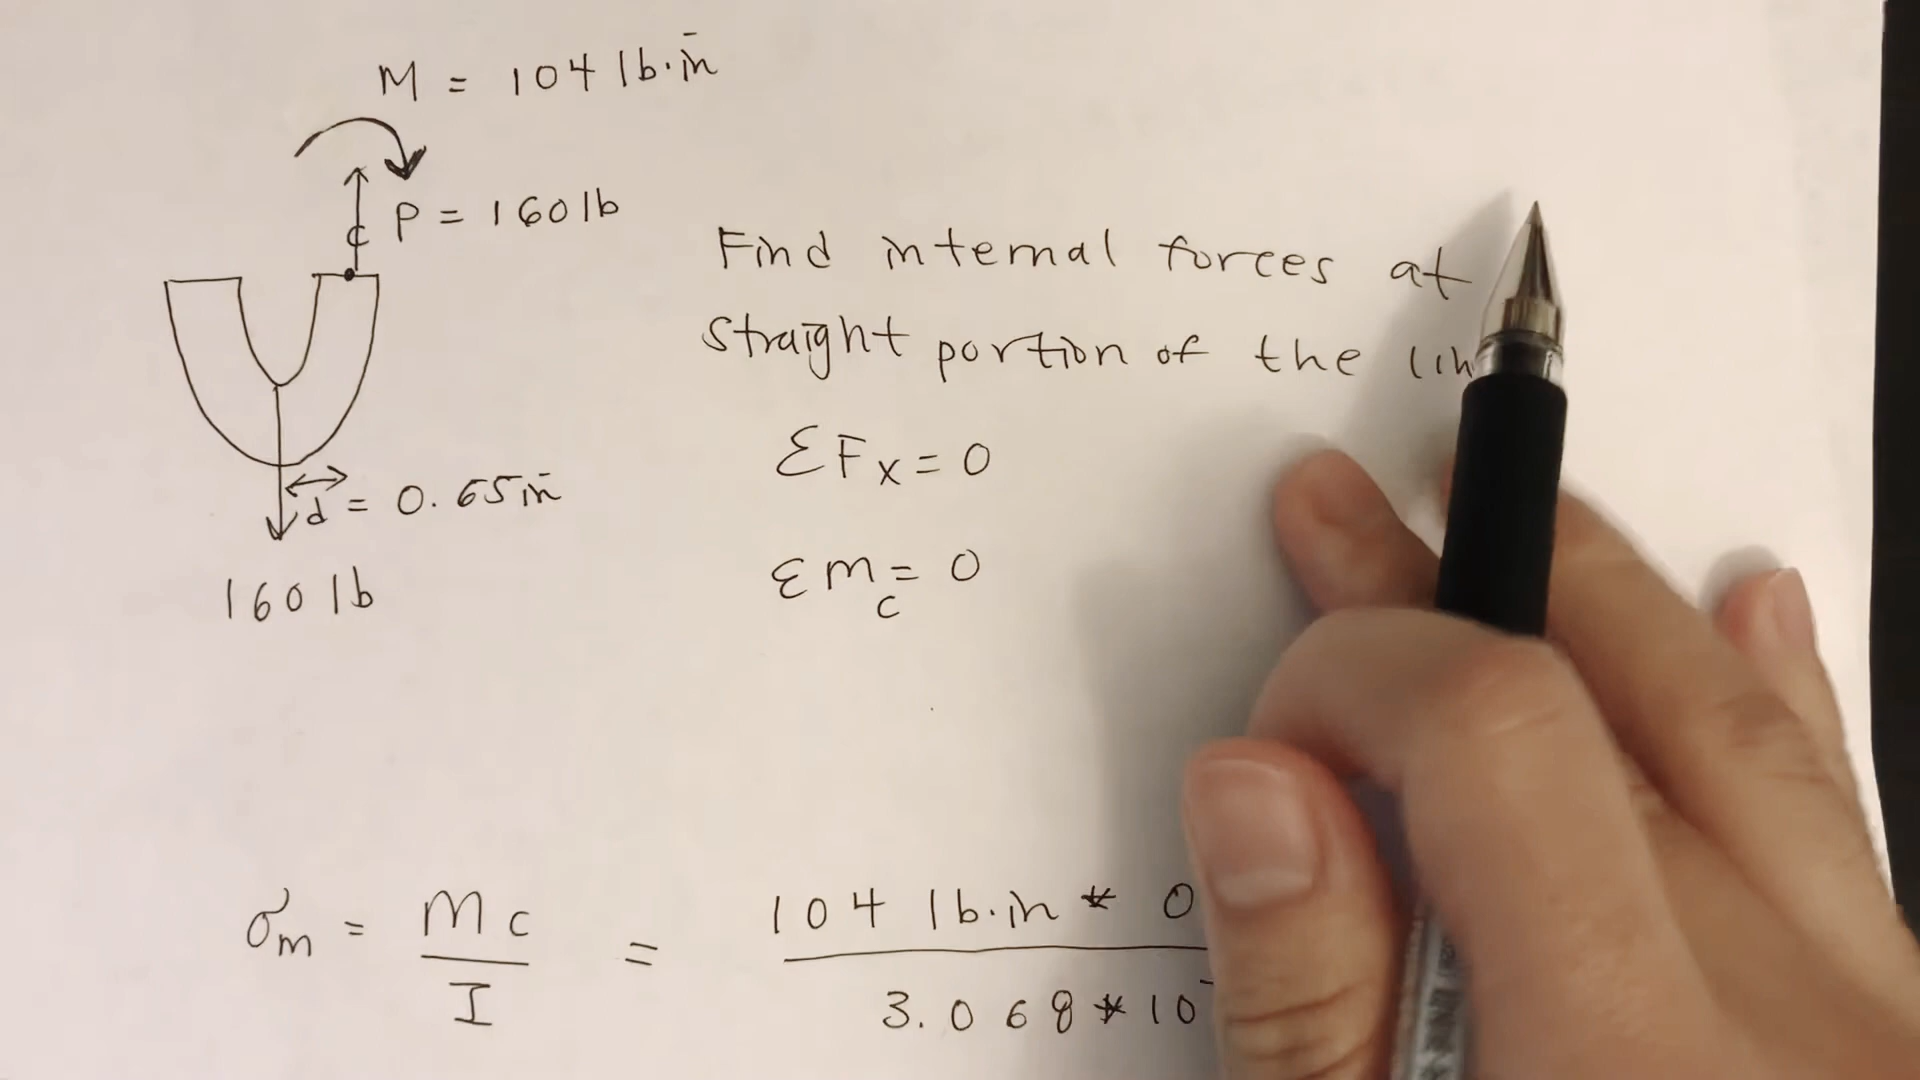 M = 104 lb·in
P = 160 lb
¢
Find internal forces at
straight portion of the
ΣFx = 0
d = 0.65 in
ΣMc = 0
160 lb
σm = Mc / I = 104 lb·in * 0 / 3.068 * 10